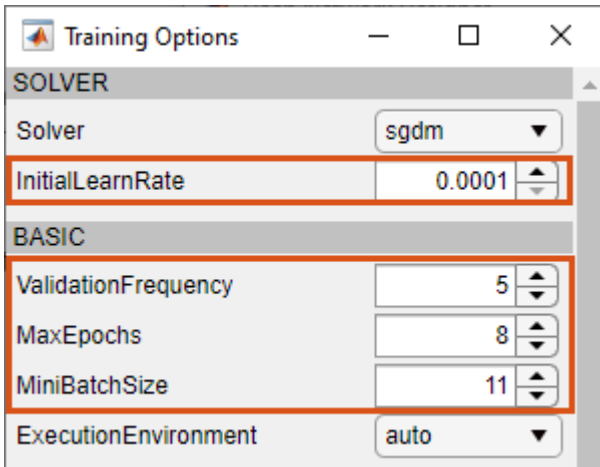 Training Options
SOLVER
Solver sgdm
InitialLearnRate 0.0001
BASIC
ValidationFrequency 5
MaxEpochs 8
MiniBatchSize 11
ExecutionEnvironment auto